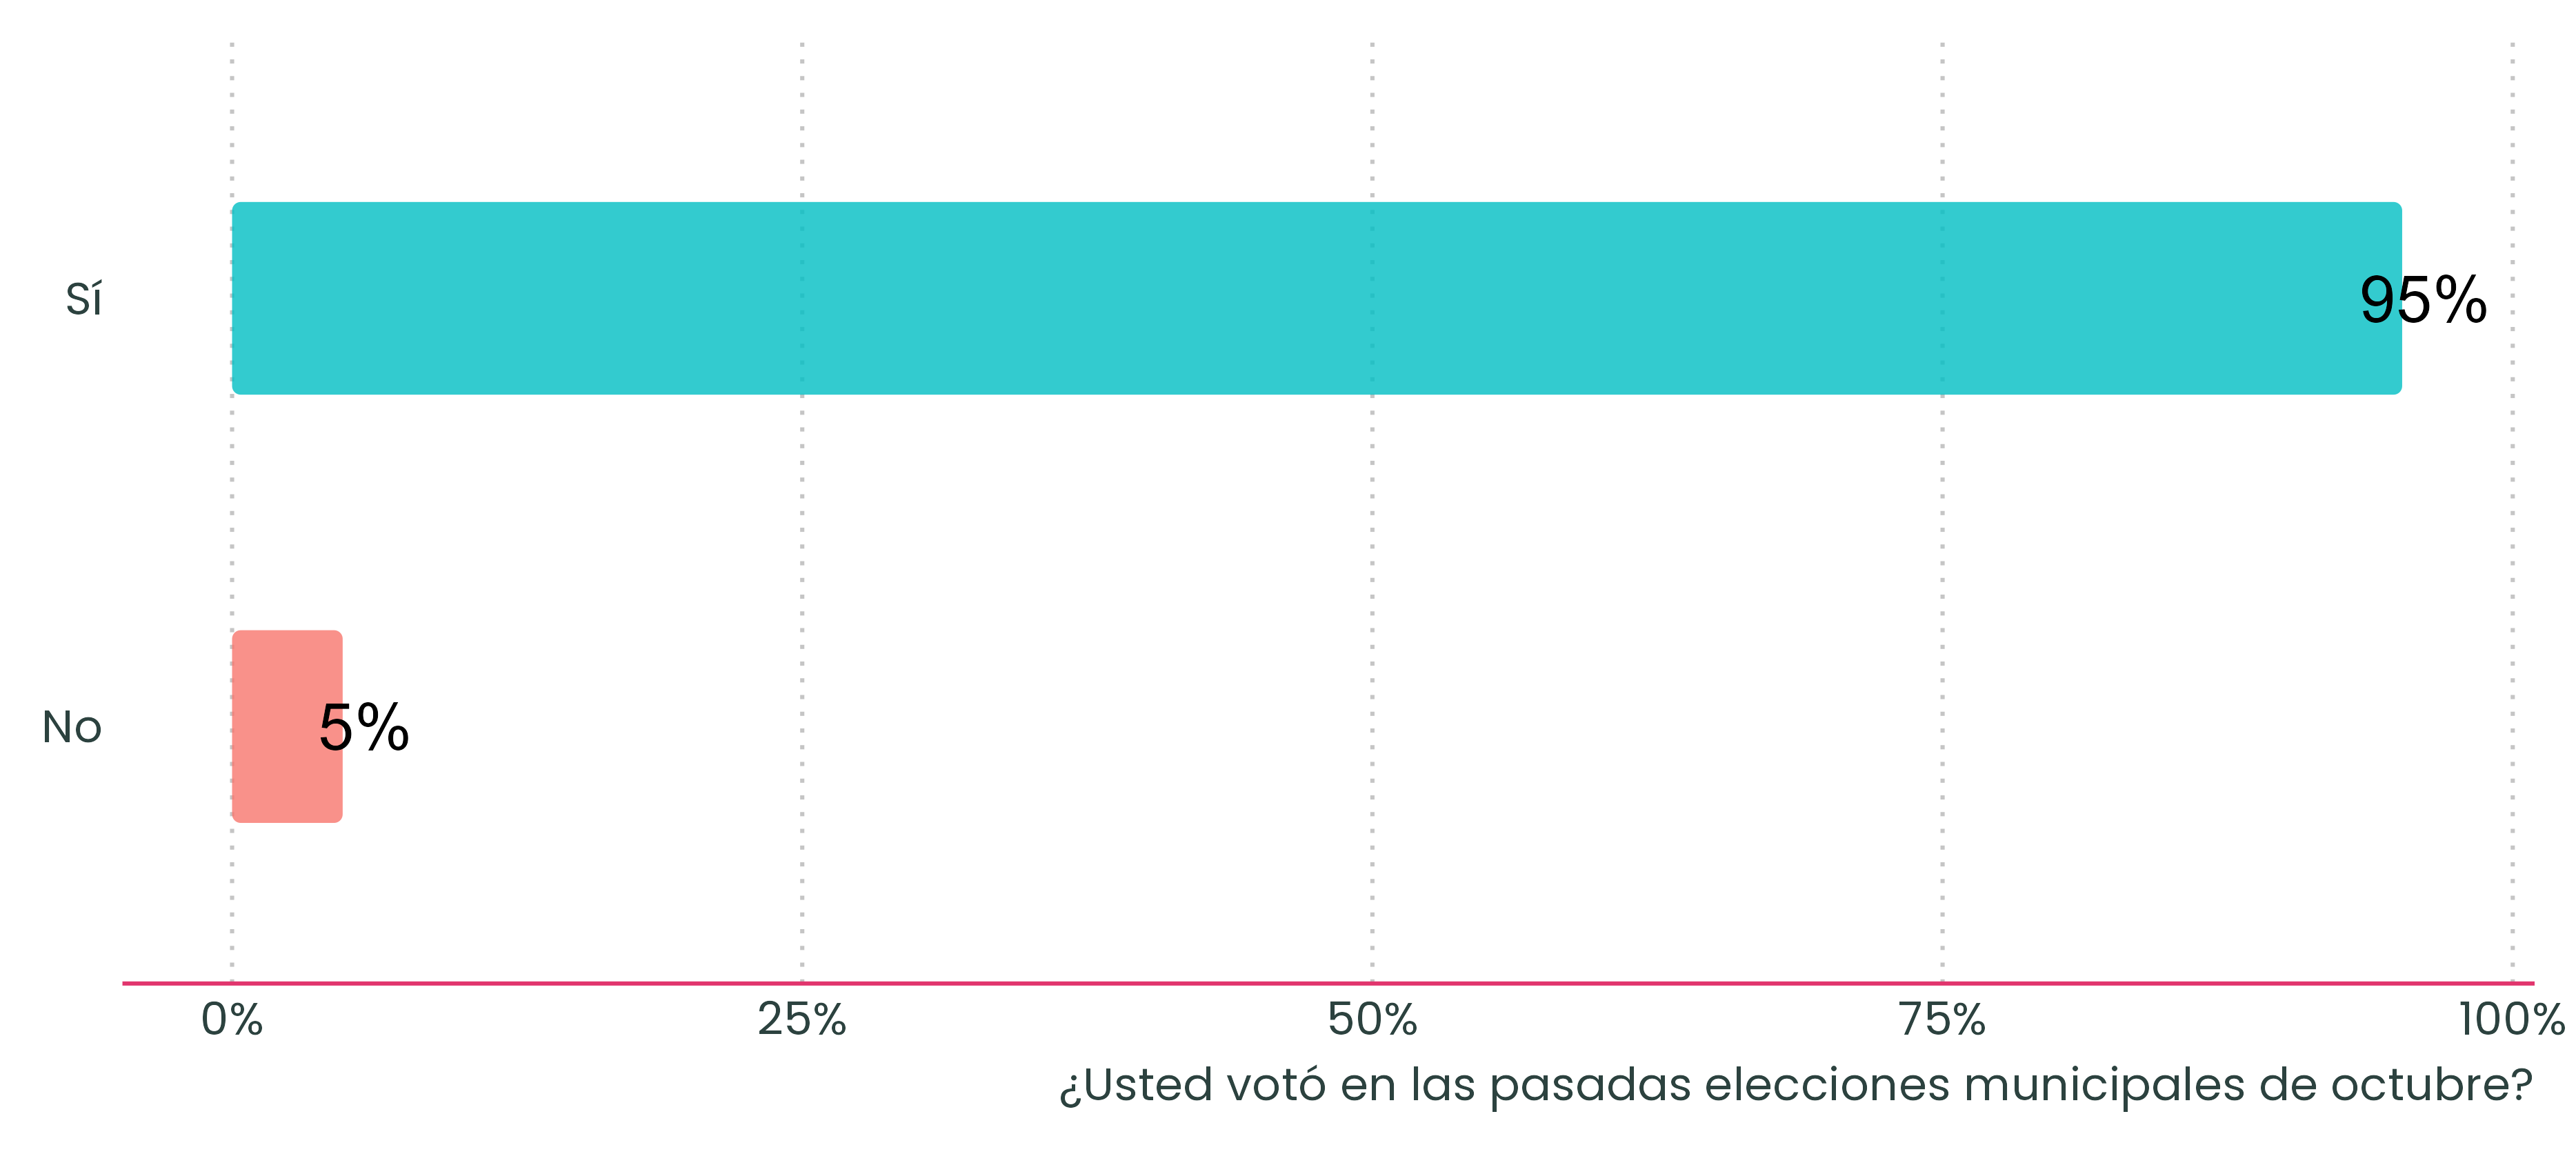 Sí
95%
No
5%
0% 25% 50% 75% 100%
¿Usted votó en las pasadas elecciones municipales de octubre?